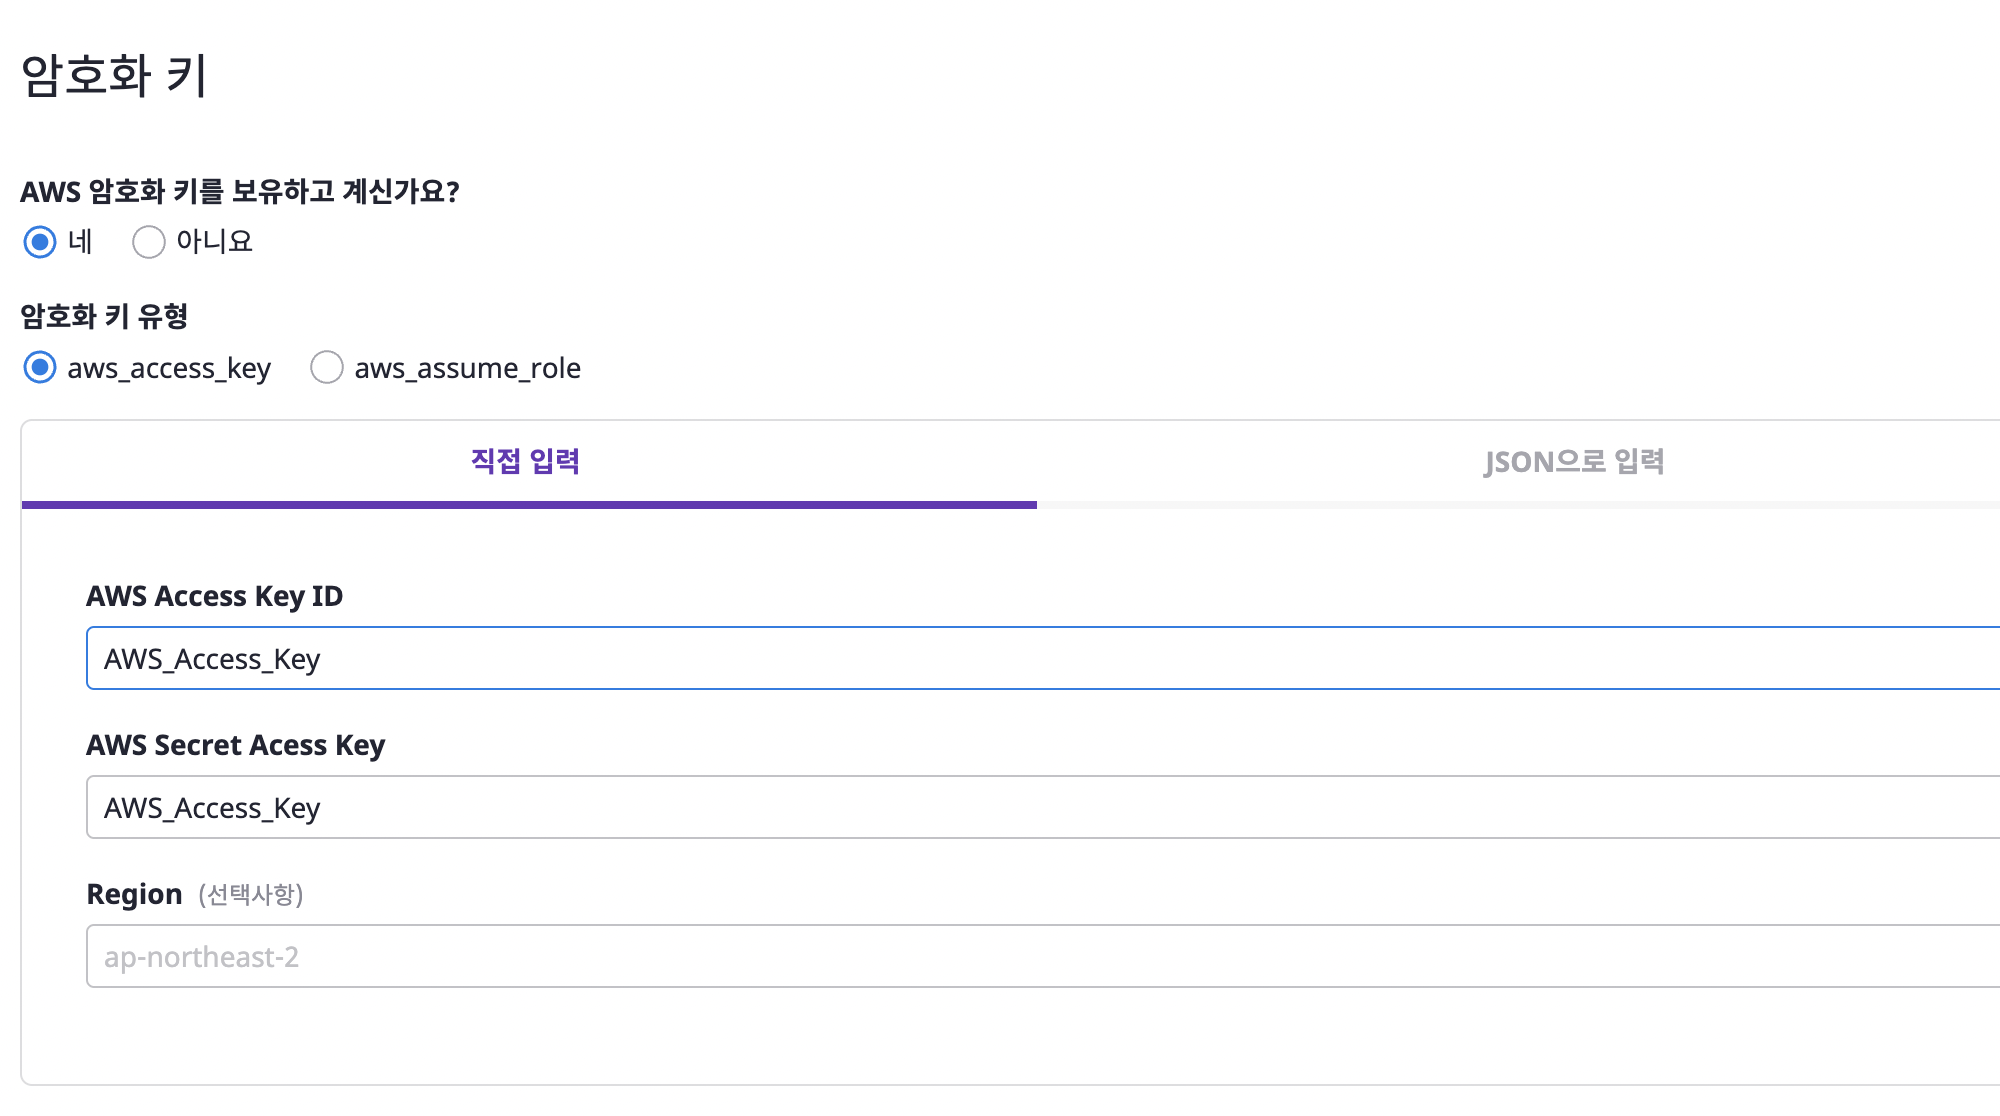 암호화 키
AWS 암호화 키를 보유하고 계신가요?
네 아니요
암호화 키 유형
aws_access_key aws_assume_role
직접 입력 JSON으로 입력
AWS Access Key ID
AWS_Access_Key
AWS Secret Acess Key
AWS_Access_Key
Region (선택사항)
ap-northeast-2